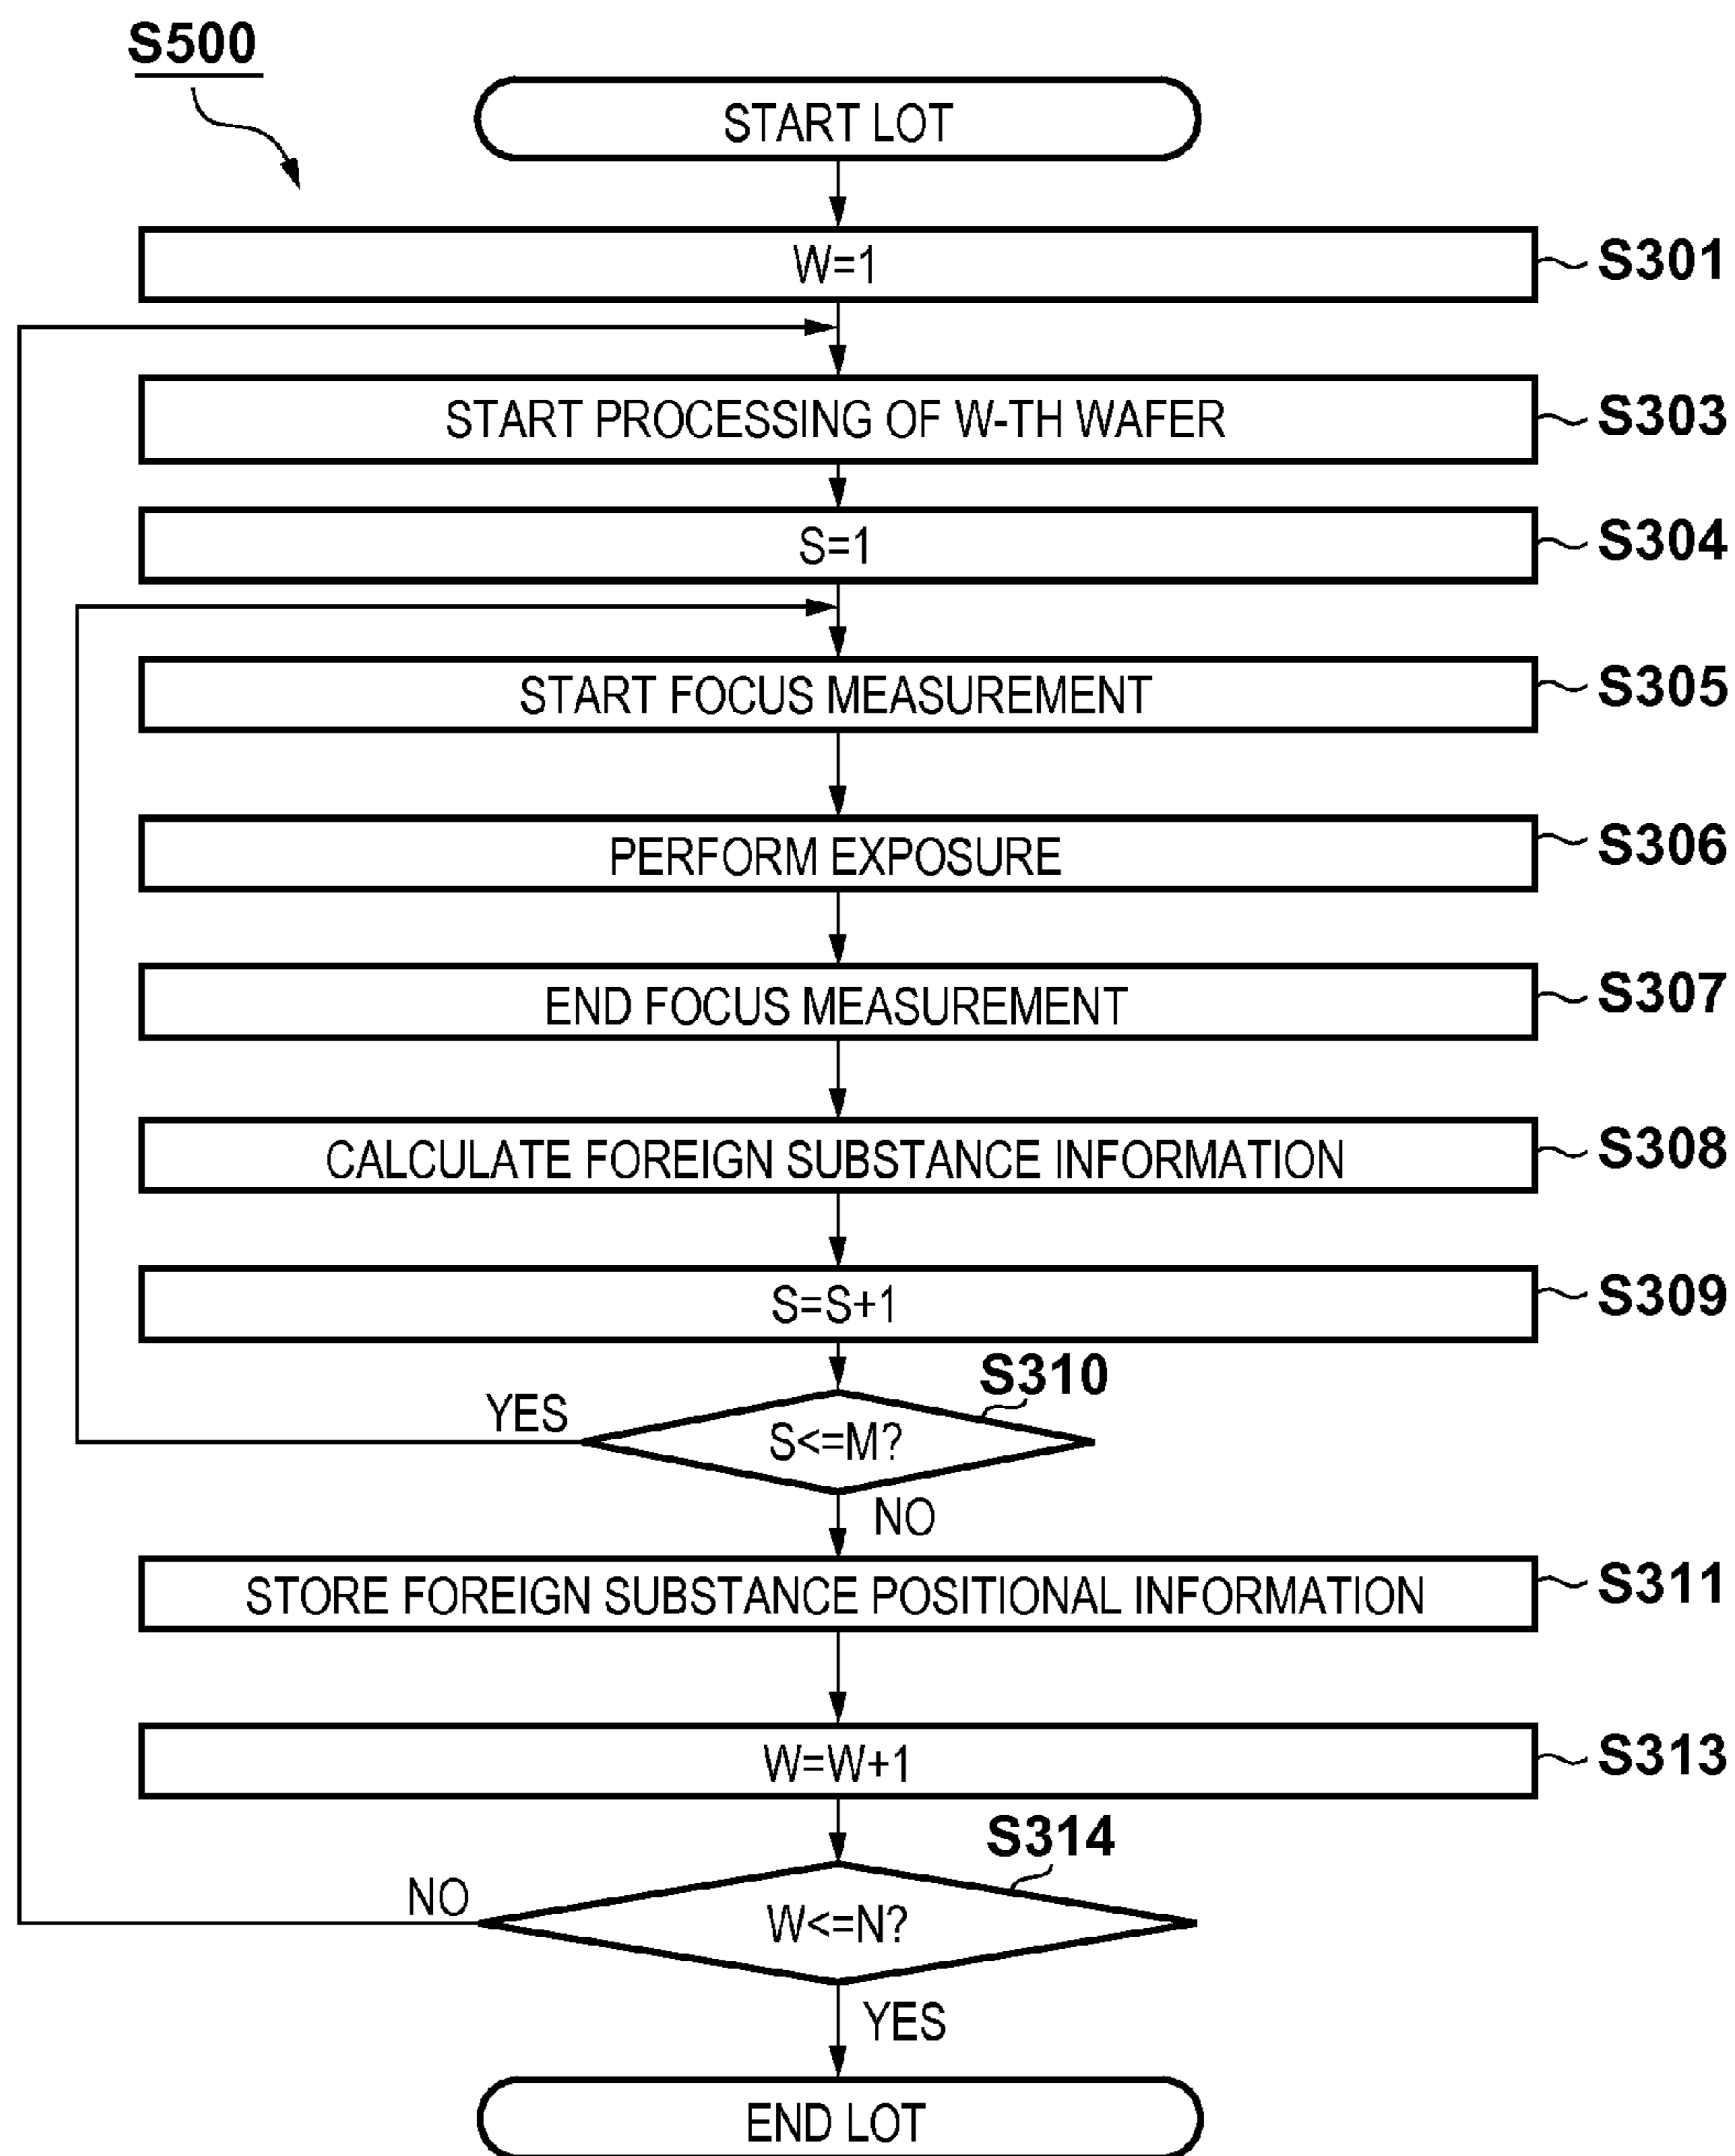 S500
START LOT
W=1
S301
START PROCESSING OF W-TH WAFER
S303
S=1
S304
START FOCUS MEASUREMENT
S305
PERFORM EXPOSURE
S306
END FOCUS MEASUREMENT
S307
CALCULATE FOREIGN SUBSTANCE INFORMATION
S308
S=S+1
S309
S310
YES
S<=M?
NO
STORE FOREIGN SUBSTANCE POSITIONAL INFORMATION
S311
W=W+1
S313
S314
NO
W<=N?
YES
END LOT